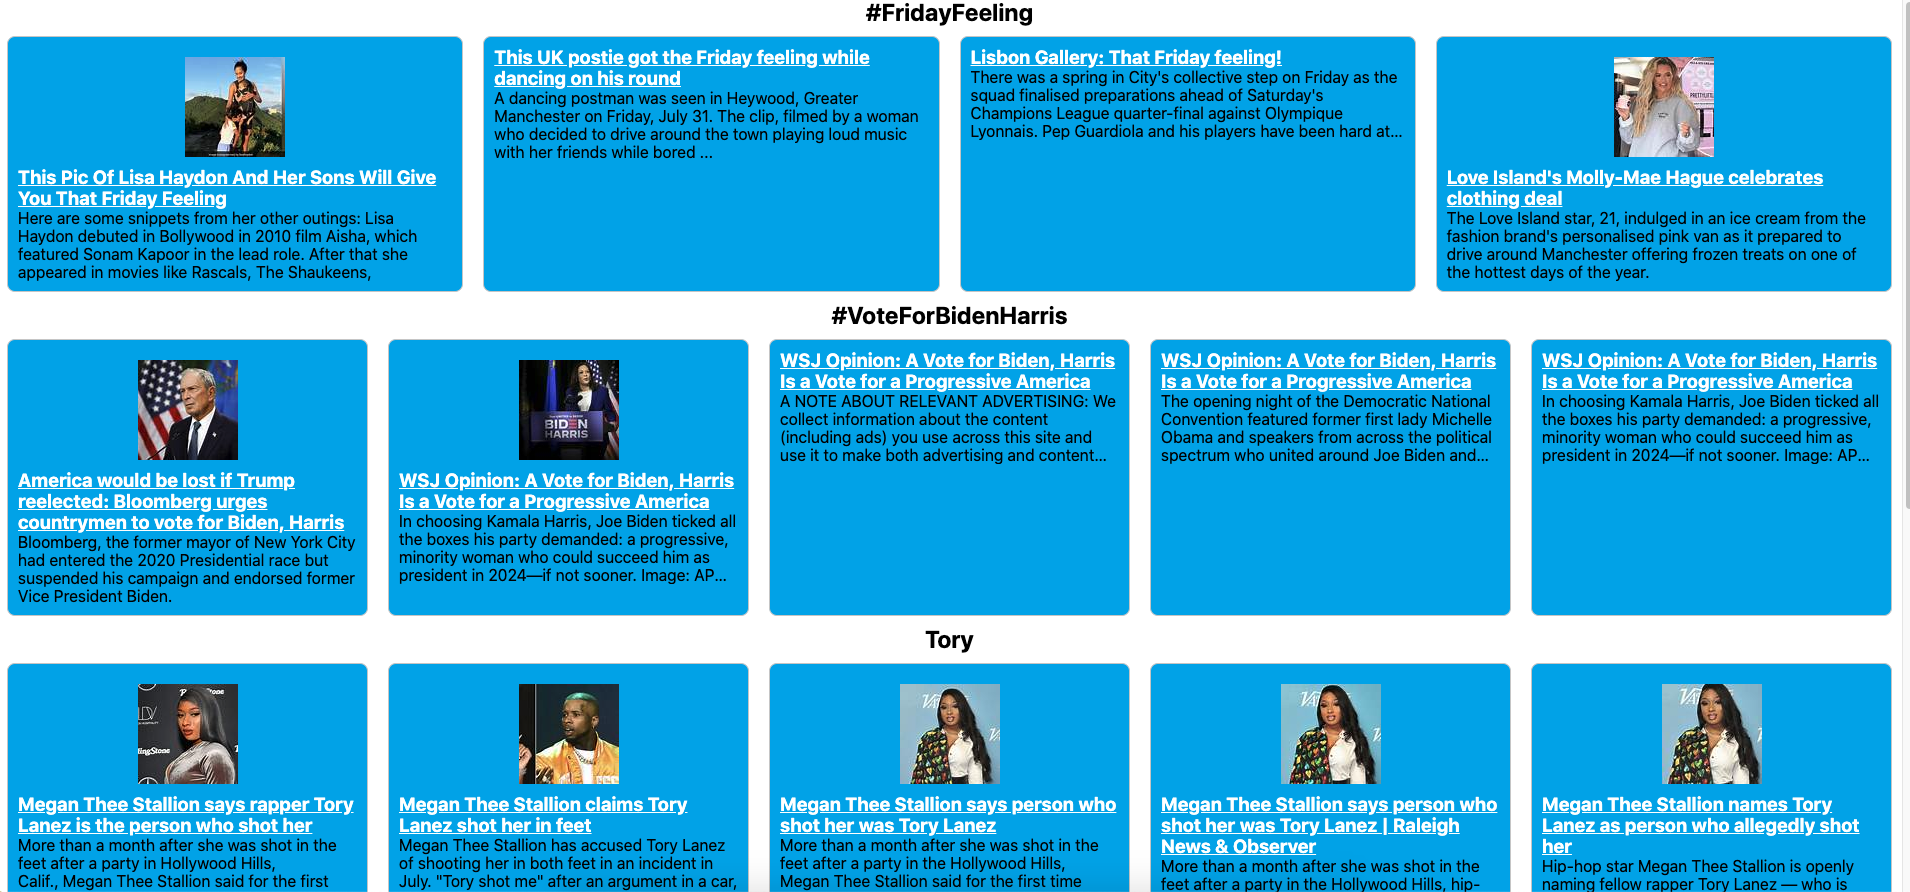 #FridayFeeling
This Pic Of Lisa Haydon And Her Sons Will Give
You That Friday Feeling
Here are some snippets from her other outings: Lisa
Haydon debuted in Bollywood in 2010 film Aisha, which
featured Sonam Kapoor in the lead role. After that she
appeared in movies like Rascals, The Shaukeens,
This UK postie got the Friday feeling while
dancing on his round
A dancing postman was seen in Heywood, Greater
Manchester on Friday, July 31. The clip, filmed by a woman
who decided to drive around the town playing loud music
with her friends while bored ...
Lisbon Gallery: That Friday feeling!
There was a spring in City's collective step on Friday as the
squad finalised preparations ahead of Saturday's
Champions League quarter-final against Olympique
Lyonnais. Pep Guardiola and his players have been hard at...
Love Island's Molly-Mae Hague celebrates
clothing deal
The Love Island star, 21, indulged in an ice cream from the
fashion brand's personalised pink van as it prepared to
drive around Manchester offering frozen treats on one of
the hottest days of the year.
#VoteForBidenHarris
America would be lost if Trump
reelected: Bloomberg urges
countrymen to vote for Biden, Harris
Bloomberg, the former mayor of New York City
had entered the 2020 Presidential race but
suspended his campaign and endorsed former
Vice President Biden.
BIDEN
HARRIS
WSJ Opinion: A Vote for Biden, Harris
Is a Vote for a Progressive America
In choosing Kamala Harris, Joe Biden ticked all
the boxes his party demanded: a progressive,
minority woman who could succeed him as
president in 2024—if not sooner. Image: AP...
WSJ Opinion: A Vote for Biden, Harris
Is a Vote for a Progressive America
A NOTE ABOUT RELEVANT ADVERTISING: We
collect information about the content
(including ads) you use across this site and
use it to make both advertising and content...
WSJ Opinion: A Vote for Biden, Harris
Is a Vote for a Progressive America
The opening night of the Democratic National
Convention featured former first lady Michelle
Obama and speakers from across the political
spectrum who united around Joe Biden and...
WSJ Opinion: A Vote for Biden, Harris
Is a Vote for a Progressive America
In choosing Kamala Harris, Joe Biden ticked all
the boxes his party demanded: a progressive,
minority woman who could succeed him as
president in 2024—if not sooner. Image: AP...
Tory
Megan Thee Stallion says rapper Tory
Lanez is the person who shot her
More than a month after she was shot in the
feet after a party in Hollywood Hills,
Calif., Megan Thee Stallion said for the first
Megan Thee Stallion claims Tory
Lanez shot her in feet
Megan Thee Stallion has accused Tory Lanez
of shooting her in both feet in an incident in
July. "Tory shot me" after an argument in a car,
Megan Thee Stallion says person who
shot her was Tory Lanez
More than a month after she was shot in the
feet after a party in the Hollywood Hills,
Megan Thee Stallion said for the first time
Megan Thee Stallion says person who
shot her was Tory Lanez | Raleigh
News & Observer
More than a month after she was shot in the
feet after a party in the Hollywood Hills, hip-
Megan Thee Stallion names Tory
Lanez as person who allegedly shot
her
Hip-hop star Megan Thee Stallion is openly
naming fellow rapper Tory Lanez — who is